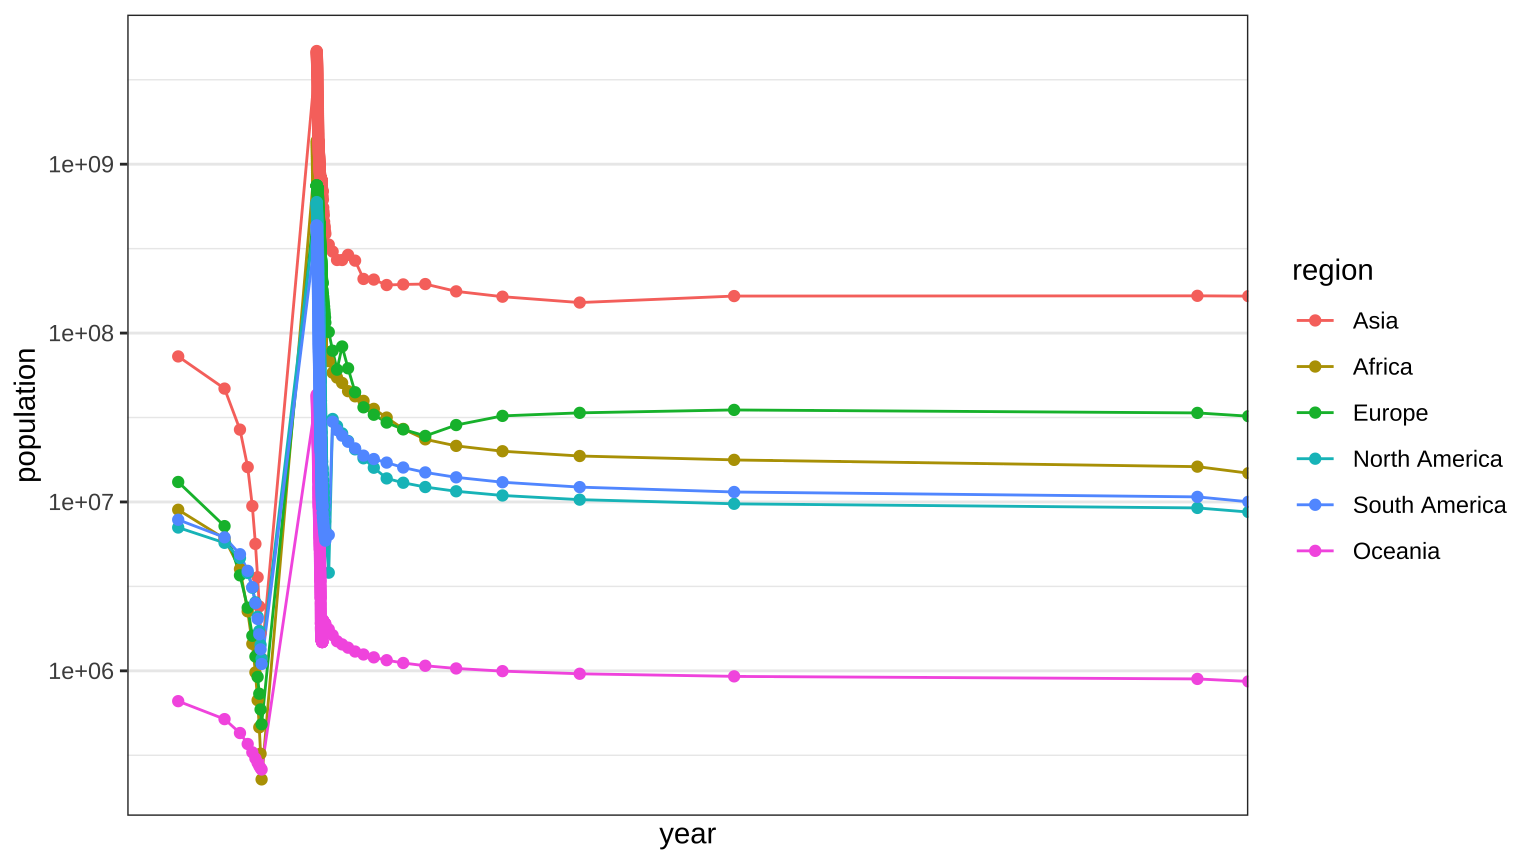 population
1e+09
1e+08
1e+07
1e+06
year
region
Asia
Africa
Europe
North America
South America
Oceania